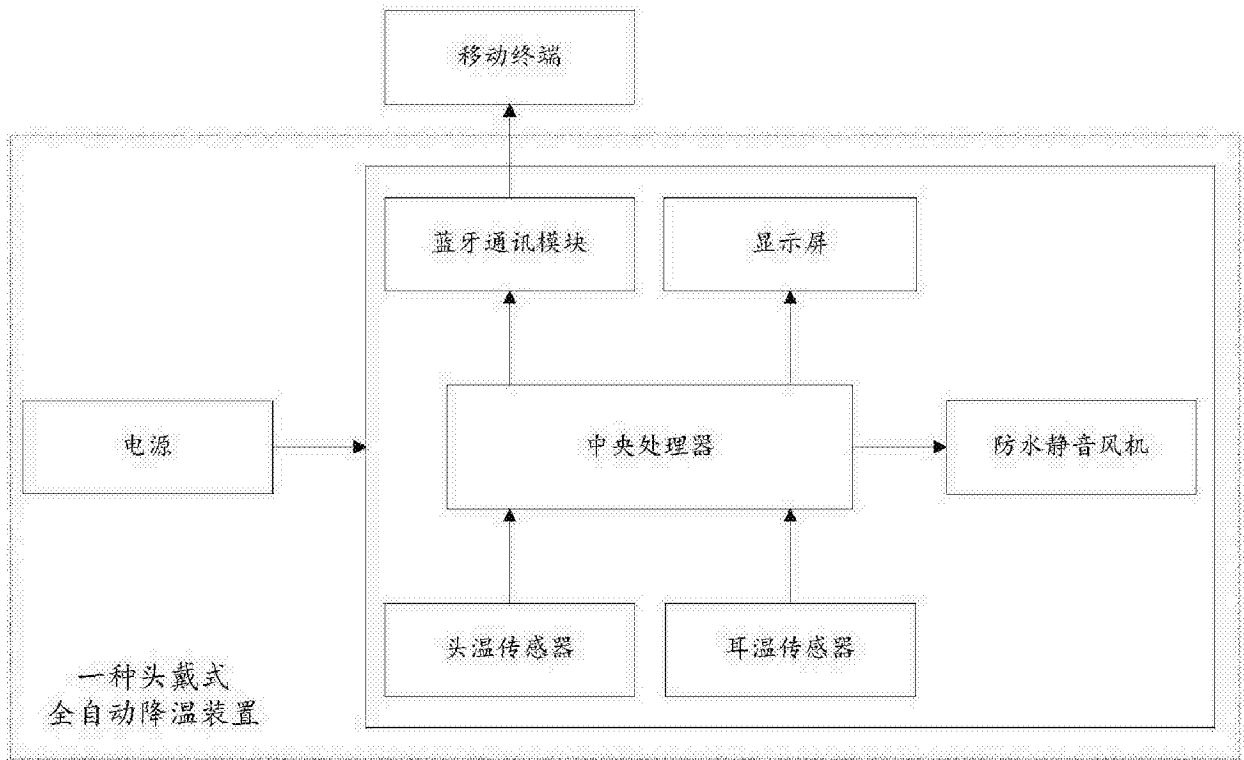 移动终端
蓝牙通讯模块
显示屏
电源
中央处理器
防水静音风机
头温传感器
耳温传感器
一种头戴式
全自动降温装置